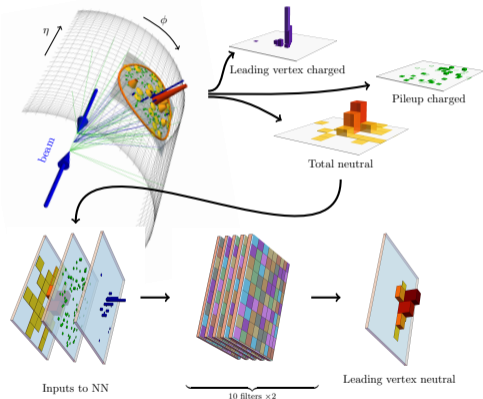 η
ϕ
beam
Leading vertex charged
Pileup charged
Total neutral
Inputs to NN
10 filters ×2
Leading vertex neutral